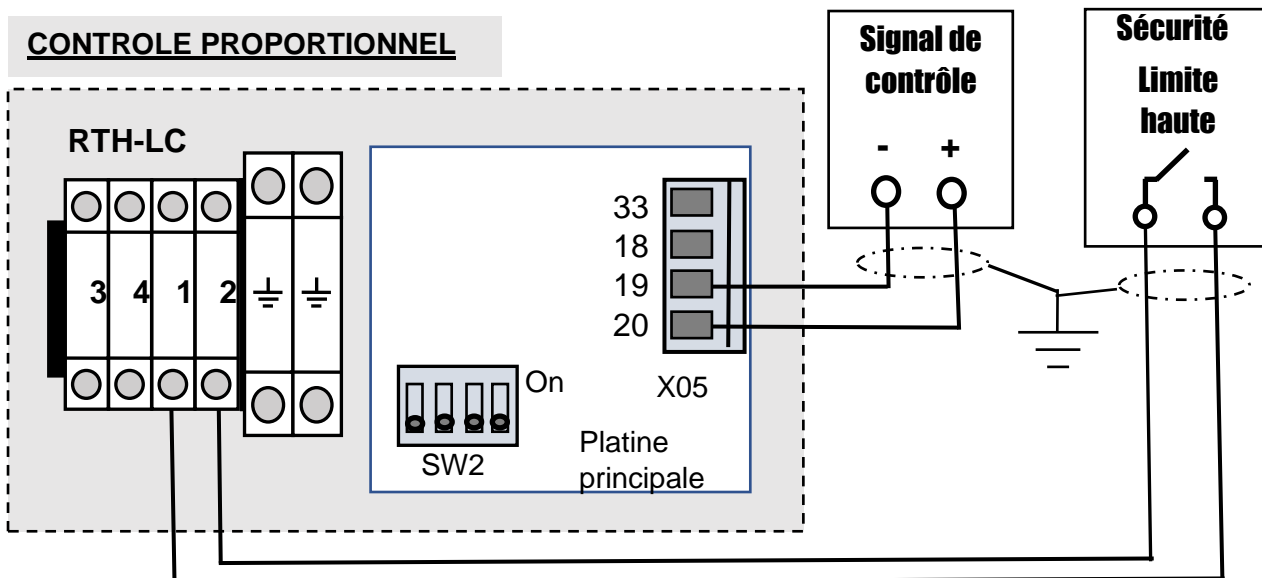 CONTROLE PROPORTIONNEL
RTH-LC
3 4 1 2
33
18
19
20
X05
On
SW2
Platine
principale
Signal de
contrôle
- +
Sécurité
Limite
haute